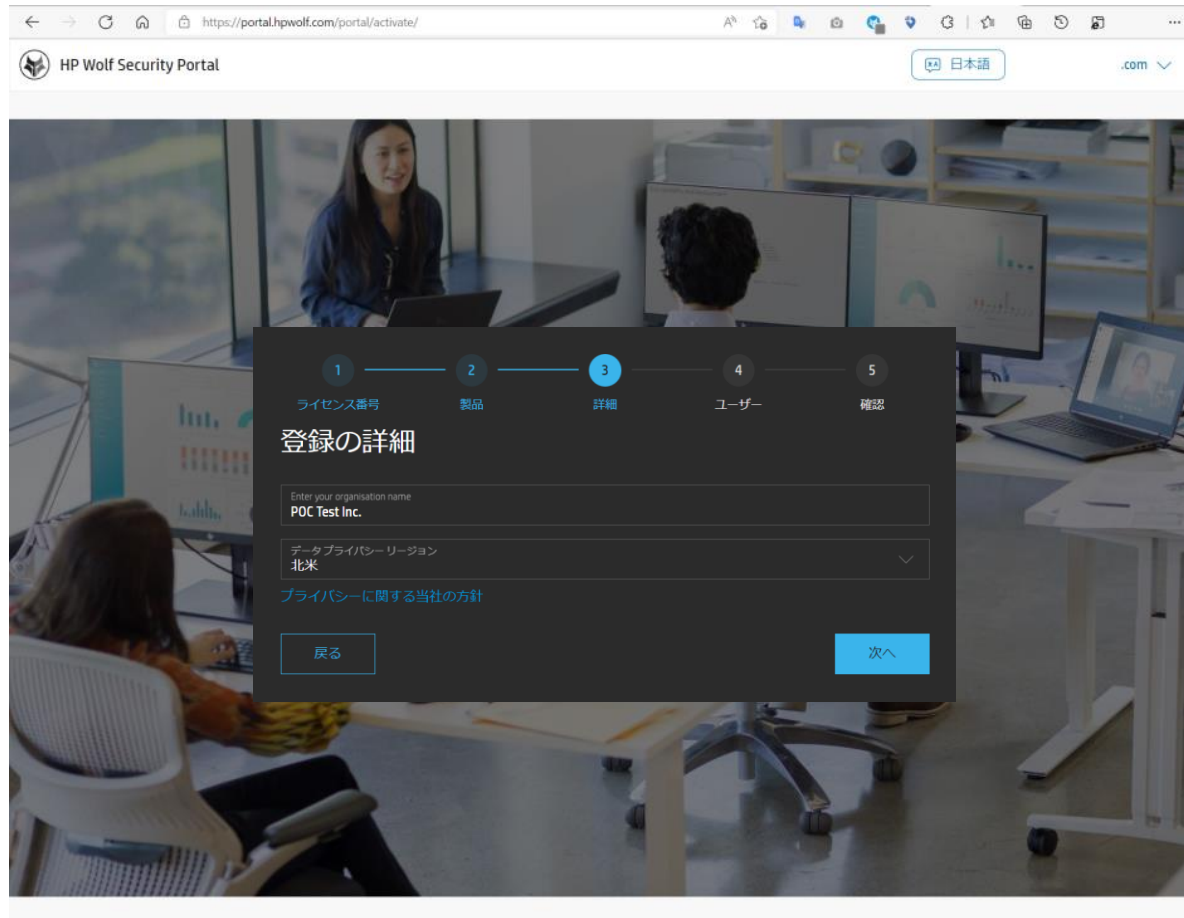 https://portal.hpwolf.com/portal/activate/
HP Wolf Security Portal
日本語
.com
1
2
3
4
5
ライセンス番号
製品
詳細
ユーザー
確認
登録の詳細
Enter your organisation name
POC Test Inc.
データプライバシー リージョン
北米
プライバシーに関する当社の方針
戻る
次へ